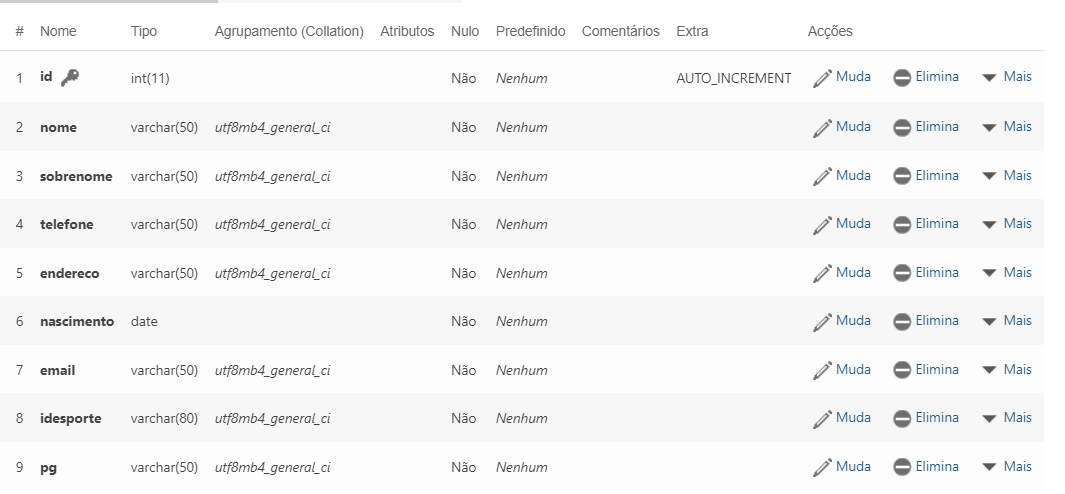 # Nome Tipo Agrupamento (Collation) Atributos Nulo Predefinido Comentários Extra Acções
1 id int(11) Não Nenhum AUTO_INCREMENT Muda Elimina Mais
2 nome varchar(50) utf8mb4_general_ci Não Nenhum Muda Elimina Mais
3 sobrenome varchar(50) utf8mb4_general_ci Não Nenhum Muda Elimina Mais
4 telefone varchar(50) utf8mb4_general_ci Não Nenhum Muda Elimina Mais
5 endereco varchar(50) utf8mb4_general_ci Não Nenhum Muda Elimina Mais
6 nascimento date Não Nenhum Muda Elimina Mais
7 email varchar(50) utf8mb4_general_ci Não Nenhum Muda Elimina Mais
8 idesporte varchar(80) utf8mb4_general_ci Não Nenhum Muda Elimina Mais
9 pg varchar(50) utf8mb4_general_ci Não Nenhum Muda Elimina Mais